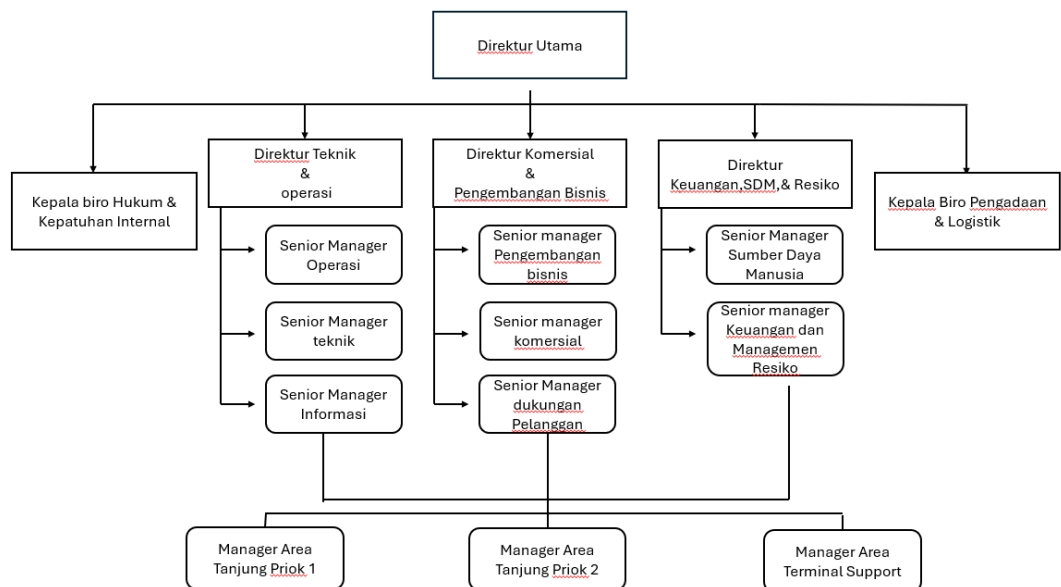 Direktur Utama
Kepala biro Hukum &
Kepatuhan Internal
Direktur Teknik
&
operasi
Direktur Komersial
&
Pengembangan Bisnis
Direktur
Keuangan,SDM,& Resiko
Kepala Biro Pengadaan
& Logistik
Senior Manager
Operasi
Senior Manager
teknik
Senior Manager
Informasi
Senior manager
Pengembangan
bisnis
Senior manager
komersial
Senior Manager
dukungan
Pelanggan
Senior Manager
Sumber Daya
Manusia
Senior manager
Keuangan dan
Managemen
Resiko
Manager Area
Tanjung Priok 1
Manager Area
Tanjung Priok 2
Manager Area
Terminal Support